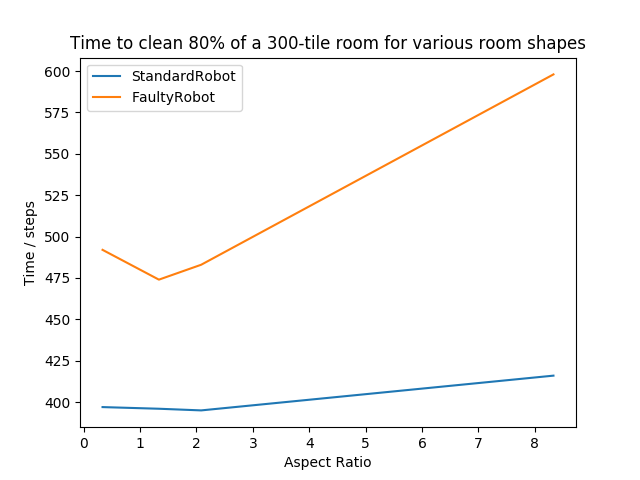 Time to clean 80% of a 300-tile room for various room shapes
StandardRobot
FaultyRobot
600
575
550
525
500
475
450
425
400
Time / steps
0 1 2 3 4 5 6 7 8
Aspect Ratio